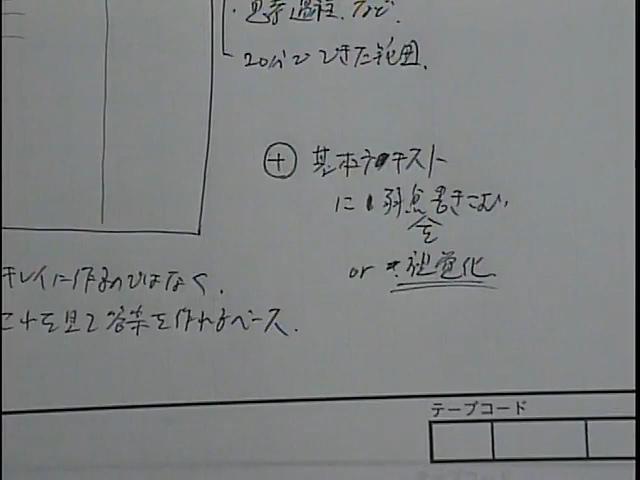 ・思考過程、など、
20分でできた範囲、
⊕ 基本テキスト
に弱点を書きこむ、
or 視覚化
キレイに作るのではなく、
これを見て答案を作れるベース、
テープコード